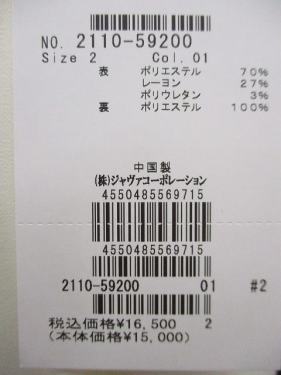 NO. 2110-59200
Size 2 Col.01
表 ポリエステル 70%
レーヨン 27%
ポリウレタン 3%
裏 ポリエステル 100%
中国製
(株)ジャヴァコーポレーション
4550485569715
4550485569715
2110-59200 01 #2
税込価格¥16,500 2
(本体価格¥15,000)